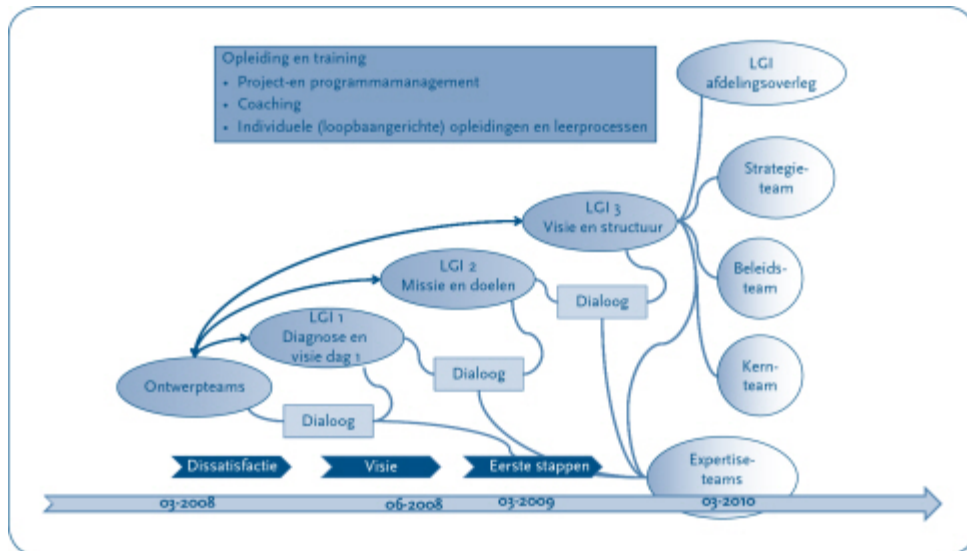 Opleiding en training
• Project-en programmamanagement
• Coaching
• Individuele (loopbaangerichte) opleidingen en leerprocessen
LGI
afdelingsoverleg
Strategie-
team
LGI 3
Visie en structuur
LGI 2
Missie en doelen
Beleids-
team
Dialoog
LGI 1
Diagnose en
visie dag 1
Kern-
team
Dialoog
Ontwerpteams
Dialoog
Dissatisfactie
Visie
Eerste stappen
Expertise-
teams
03-2008
06-2008
03-2009
03-2010